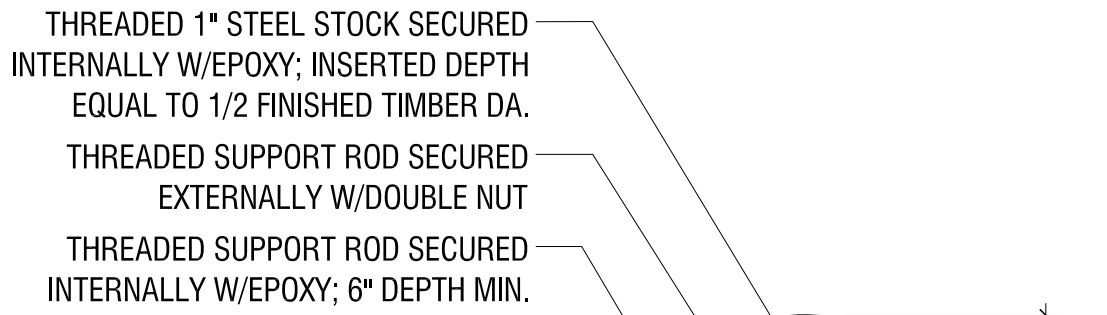 THREADED 1" STEEL STOCK SECURED
INTERNALLY W/EPOXY; INSERTED DEPTH
EQUAL TO 1/2 FINISHED TIMBER DA.
THREADED SUPPORT ROD SECURED
EXTERNALLY W/DOUBLE NUT
THREADED SUPPORT ROD SECURED
INTERNALLY W/EPOXY; 6" DEPTH MIN.